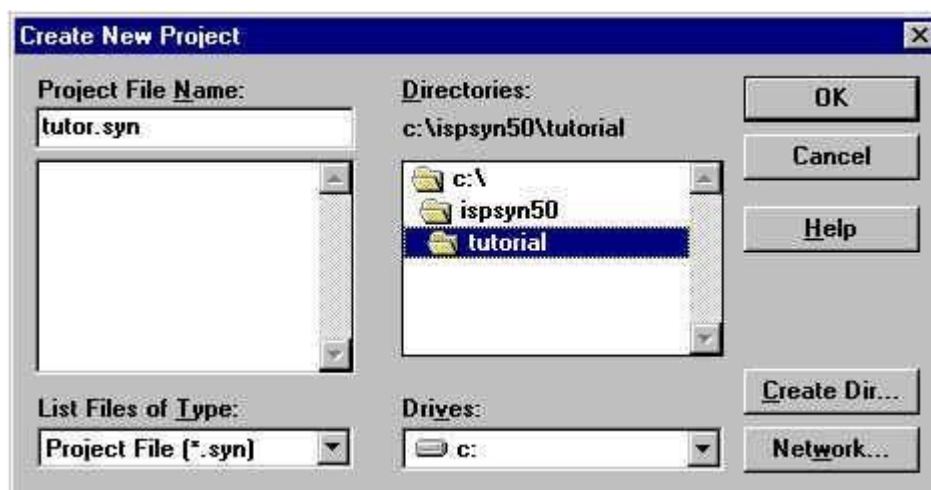 Create New Project
Project File Name:
tutor.syn
List Files of Type:
Project File (*.syn)
Directories:
c:\ispsyn50\tutorial
c:\
ispsyn50
tutorial
Drives:
c:
OK
Cancel
Help
Create Dir...
Network...